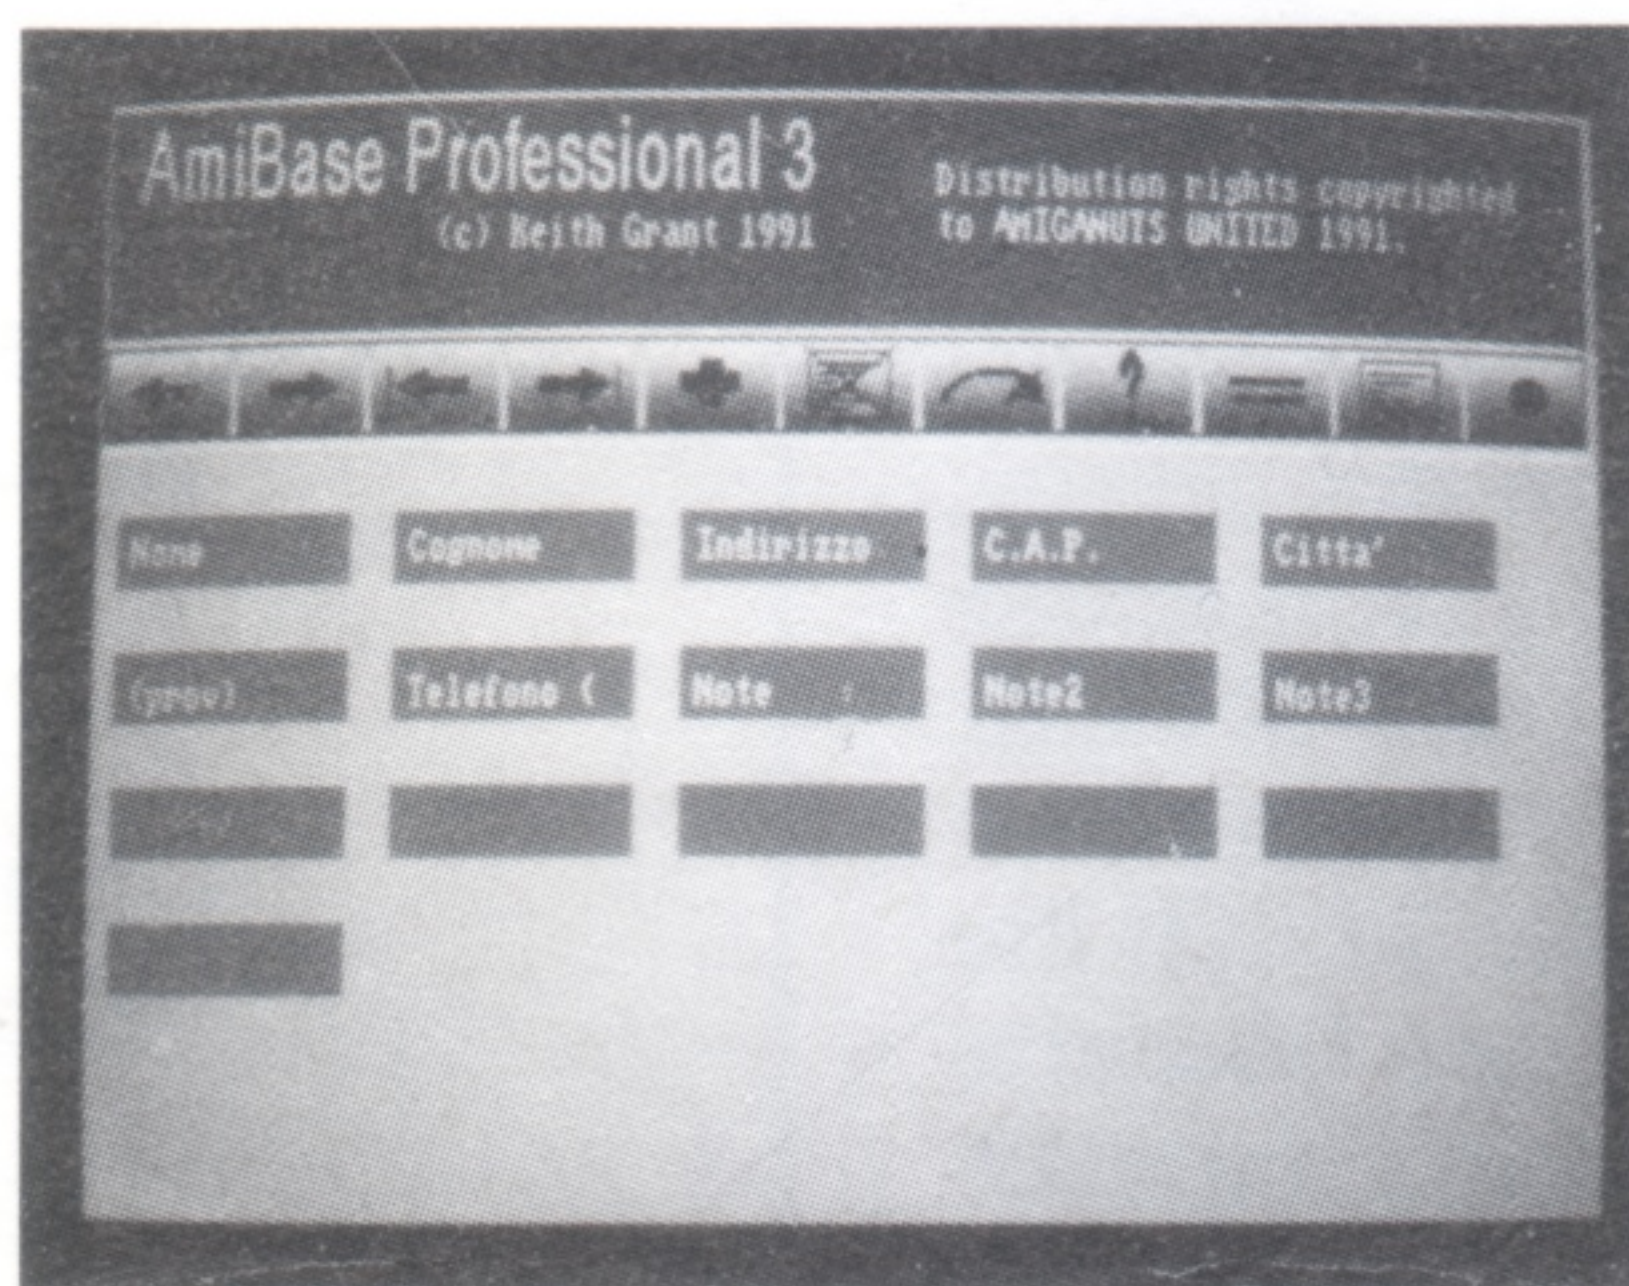 AmiBase Professional 3
(c) Keith Grant 1991
Distribution rights copyrighted
to AMIGANUTS UNITED 1991.
?
Nome
Cognome
Indirizzo
C.A.P.
Citta'
(prov)
Telefono (
Note :
Note2
Note3